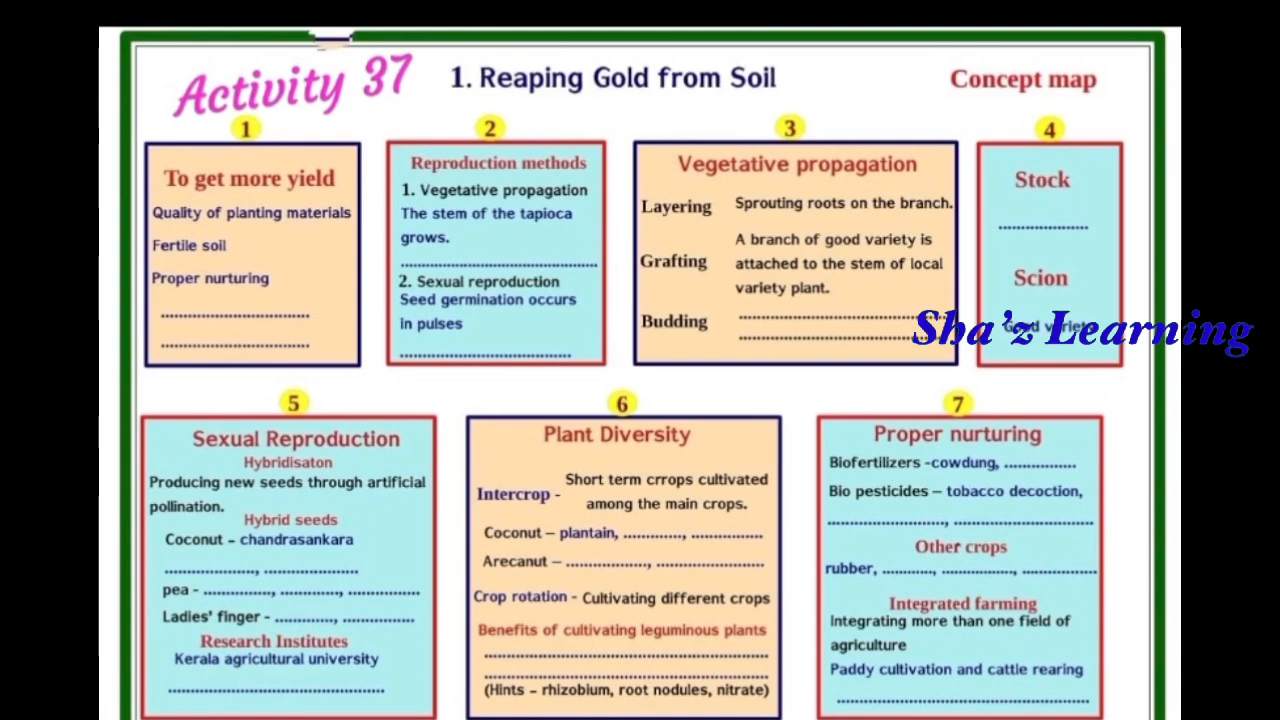 Activity 37
1. Reaping Gold from Soil
Concept map
1
To get more yield
Quality of planting materials
Fertile soil
Proper nurturing
..............................
..............................
2
Reproduction methods
1. Vegetative propagation
The stem of the tapioca
grows.
........................................
2. Sexual reproduction
Seed germination occurs
in pulses
...................................
3
Vegetative propagation
Layering Sprouting roots on the branch.
Grafting A branch of good variety is
attached to the stem of local
variety plant.
Budding ..........................................
..........................................
4
Stock
...................
Scion
Good variety
Sha'z Learning
5
Sexual Reproduction
Hybridisaton
Producing new seeds through artificial
pollination.
Hybrid seeds
Coconut - chandrasankara
..................., ...................
pea - .............., ............, ...............
Ladies' finger - ............, ...............
Research Institutes
Kerala agricultural university
............................................
6
Plant Diversity
Intercrop - Short term crrops cultivated
among the main crops.
Coconut – plantain, ............, ...............
Arecanut – ................, ......................
Crop rotation - Cultivating different crops
Benefits of cultivating leguminous plants
..........................................................
..........................................................
(Hints - rhizobium, root nodules, nitrate)
7
Proper nurturing
Biofertilizers -cowdung, ...............
Bio pesticides – tobacco decoction,
........................, ............................
Other crops
rubber, .........., ..............., ...............
Integrated farming
Integrating more than one field of
agriculture
Paddy cultivation and cattle rearing
...................................................